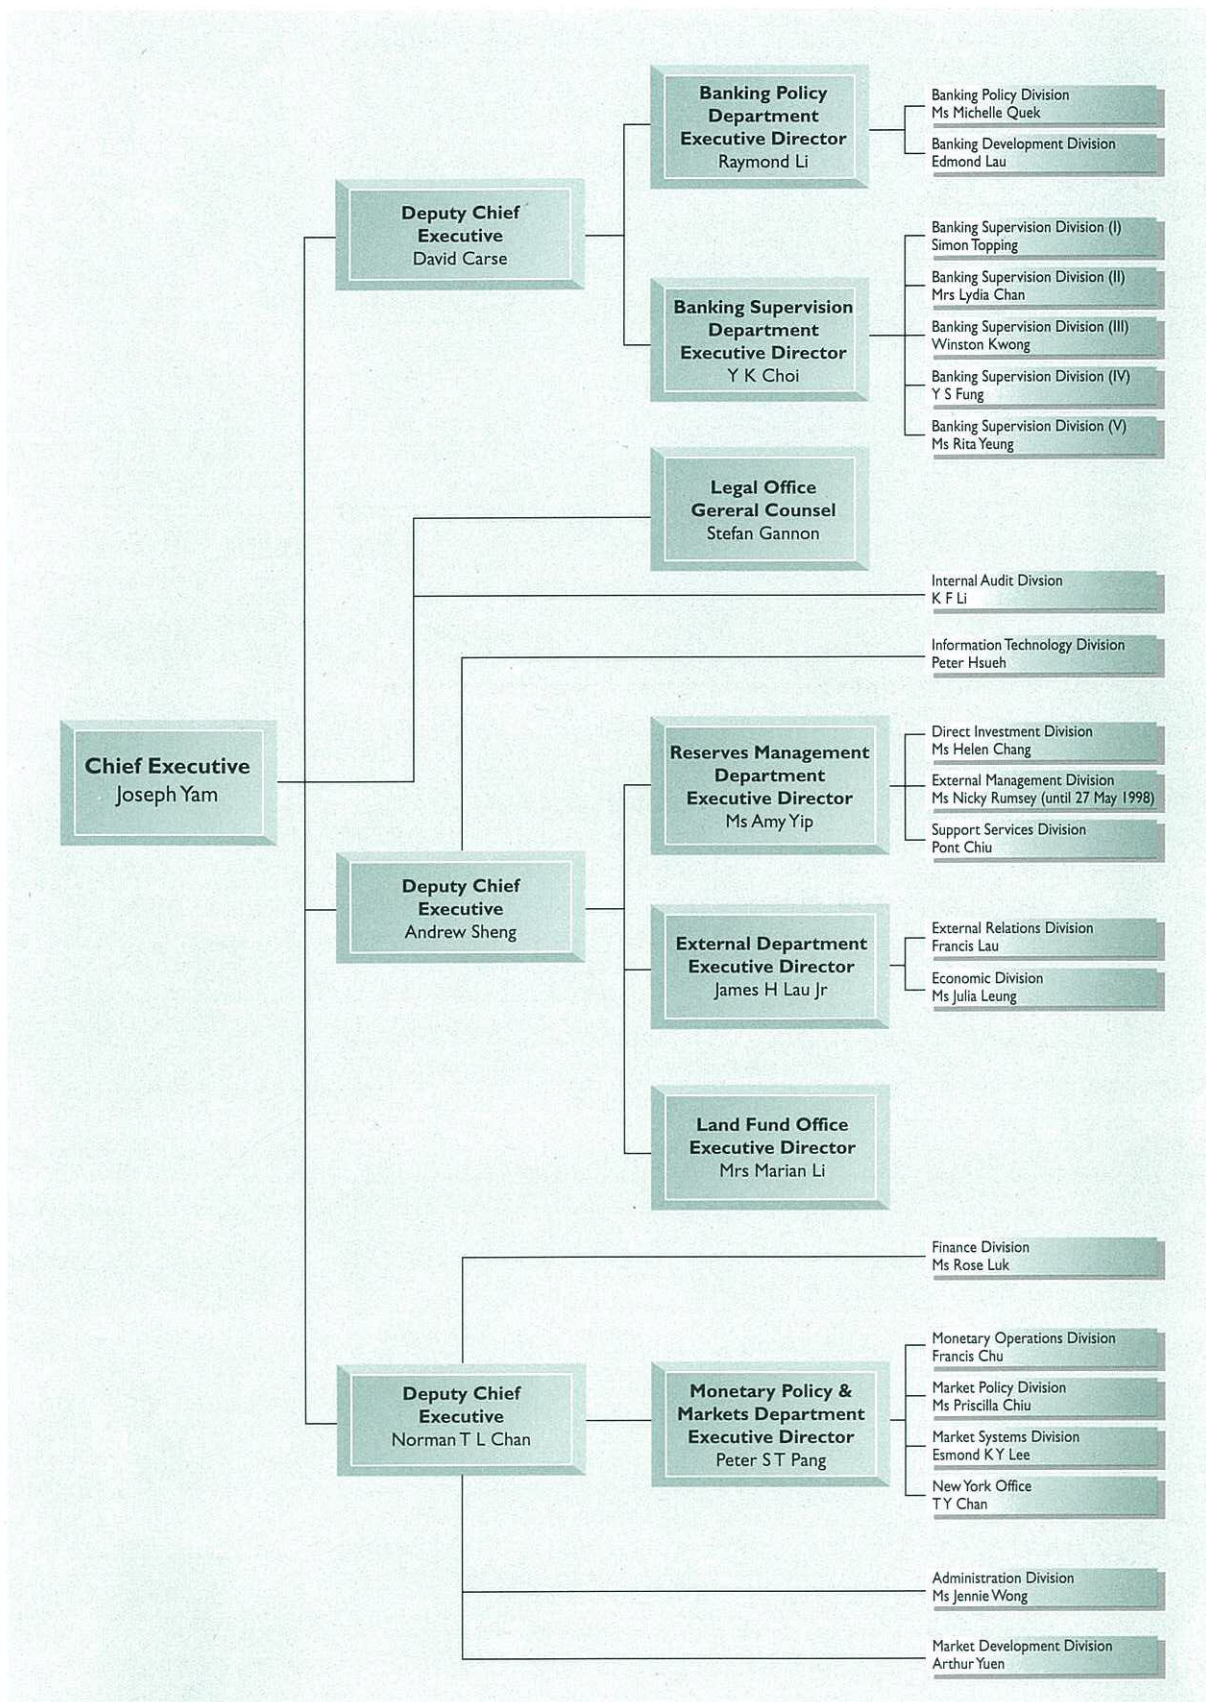 Banking Policy
Department
Executive Director
Raymond Li
Banking Policy Division
Ms Michelle Quek
Banking Development Division
Edmond Lau
Deputy Chief
Executive
David Carse
Banking Supervision
Department
Executive Director
Y K Choi
Banking Supervision Division (I)
Simon Topping
Banking Supervision Division (II)
Mrs Lydia Chan
Banking Supervision Division (III)
Winston Kwong
Banking Supervision Division (IV)
Y S Fung
Banking Supervision Division (V)
Ms Rita Yeung
Legal Office
Gereral Counsel
Stefan Gannon
Internal Audit Divsion
K F Li
Information Technology Division
Peter Hsueh
Chief Executive
Joseph Yam
Reserves Management
Department
Executive Director
Ms Amy Yip
Direct Investment Division
Ms Helen Chang
External Management Division
Ms Nicky Rumsey (until 27 May 1998)
Support Services Division
Pont Chiu
Deputy Chief
Executive
Andrew Sheng
External Department
Executive Director
James H Lau Jr
External Relations Division
Francis Lau
Economic Division
Ms Julia Leung
Land Fund Office
Executive Director
Mrs Marian Li
Finance Division
Ms Rose Luk
Deputy Chief
Executive
Norman T L Chan
Monetary Policy &
Markets Department
Executive Director
Peter S T Pang
Monetary Operations Division
Francis Chu
Market Policy Division
Ms Priscilla Chiu
Market Systems Division
Esmond K Y Lee
New York Office
T Y Chan
Administration Division
Ms Jennie Wong
Market Development Division
Arthur Yuen